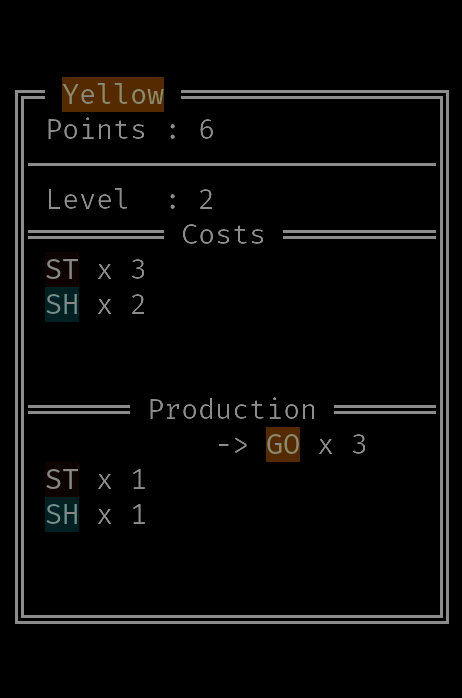 Yellow
Points : 6
Level  : 2
Costs
ST x 3
SH x 2
Production
-> GO x 3
ST x 1
SH x 1